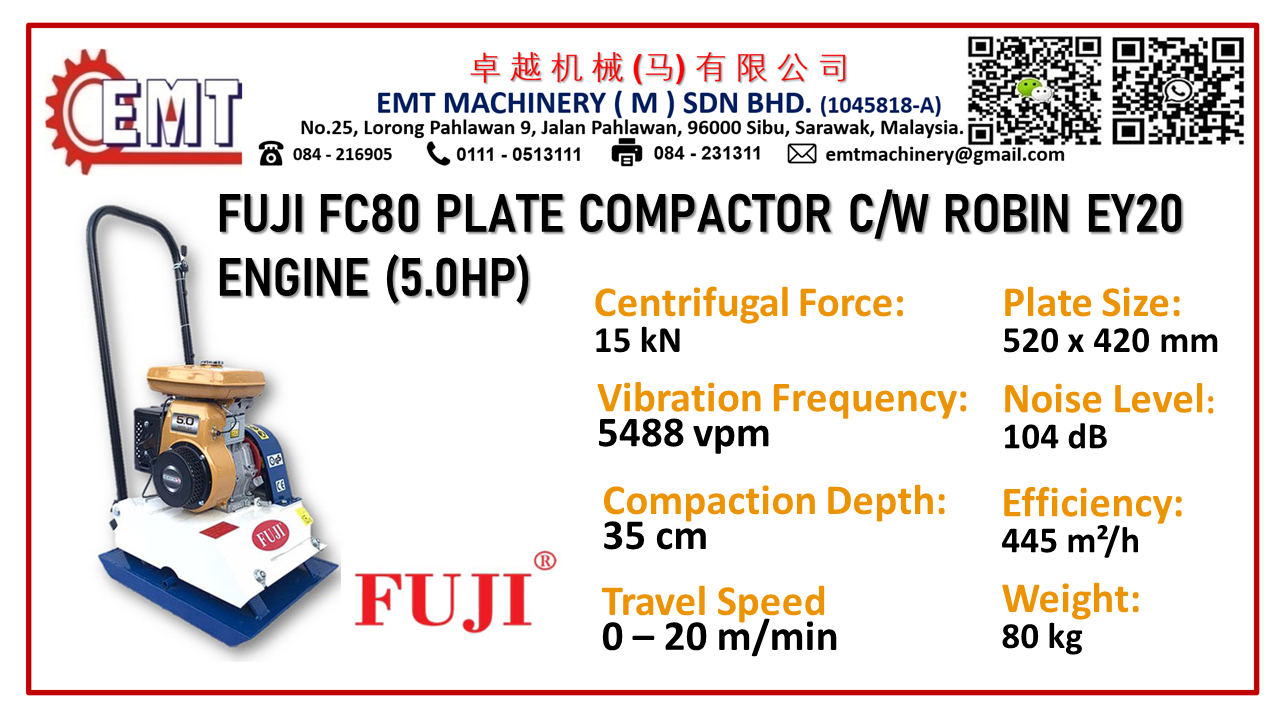 EMT
卓越机械(马)有限公司
EMT MACHINERY ( M ) SDN BHD. (1045818-A)
No.25, Lorong Pahlawan 9, Jalan Pahlawan, 96000 Sibu, Sarawak, Malaysia.
084 - 216905 0111 - 0513111 084 - 231311 emtmachinery@gmail.com
FUJI FC80 PLATE COMPACTOR C/W ROBIN EY20
ENGINE (5.0HP)
Centrifugal Force:
15 kN
Plate Size:
520 x 420 mm
Vibration Frequency:
5488 vpm
Noise Level:
104 dB
Compaction Depth:
35 cm
Efficiency:
445 m²/h
Travel Speed
0 – 20 m/min
Weight:
80 kg
5.0
FUJI
FUJI®